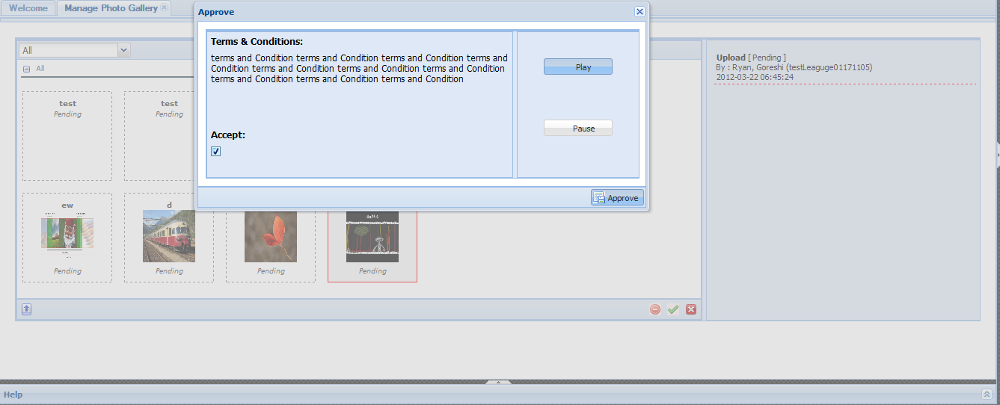 Welcome
Manage Photo Gallery
Approve
Terms & Conditions:
terms and Condition terms and Condition terms and Condition terms and
Condition terms and Condition terms and Condition terms and Condition
terms and Condition terms and Condition terms and Condition
Accept:
Play
Pause
Approve
All
All
test
Pending
test
Pending
ew
Pending
d
Pending
Pending
Pending
Upload [ Pending ]
By : Ryan, Goreshi (testLeaguge01171105)
2012-03-22 06:45:24
Help